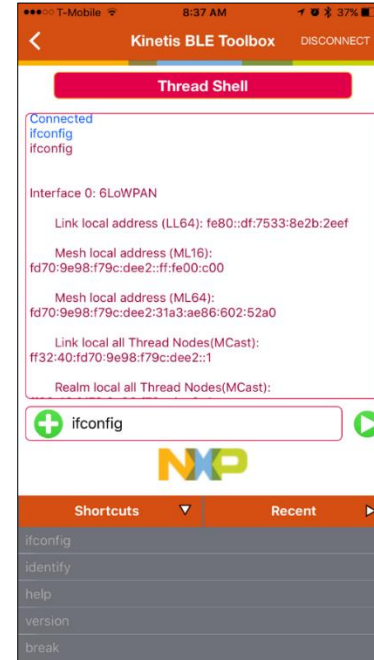 T-Mobile 8:37 AM 37%
Kinetis BLE Toolbox DISCONNECT
Thread Shell
Connected
ifconfig
ifconfig
Interface 0: 6LoWPAN
Link local address (LL64): fe80::df:7533:8e2b:2eef
Mesh local address (ML16):
fd70:9e98:f79c:dee2::ff:fe00:c00
Mesh local address (ML64):
fd70:9e98:f79c:dee2:31a3:ae86:602:52a0
Link local all Thread Nodes(MCast):
ff32:40:fd70:9e98:f79c:dee2::1
Realm local all Thread Nodes(MCast):
ifconfig
NXP
Shortcuts Recent
ifconfig
identify
help
version
break